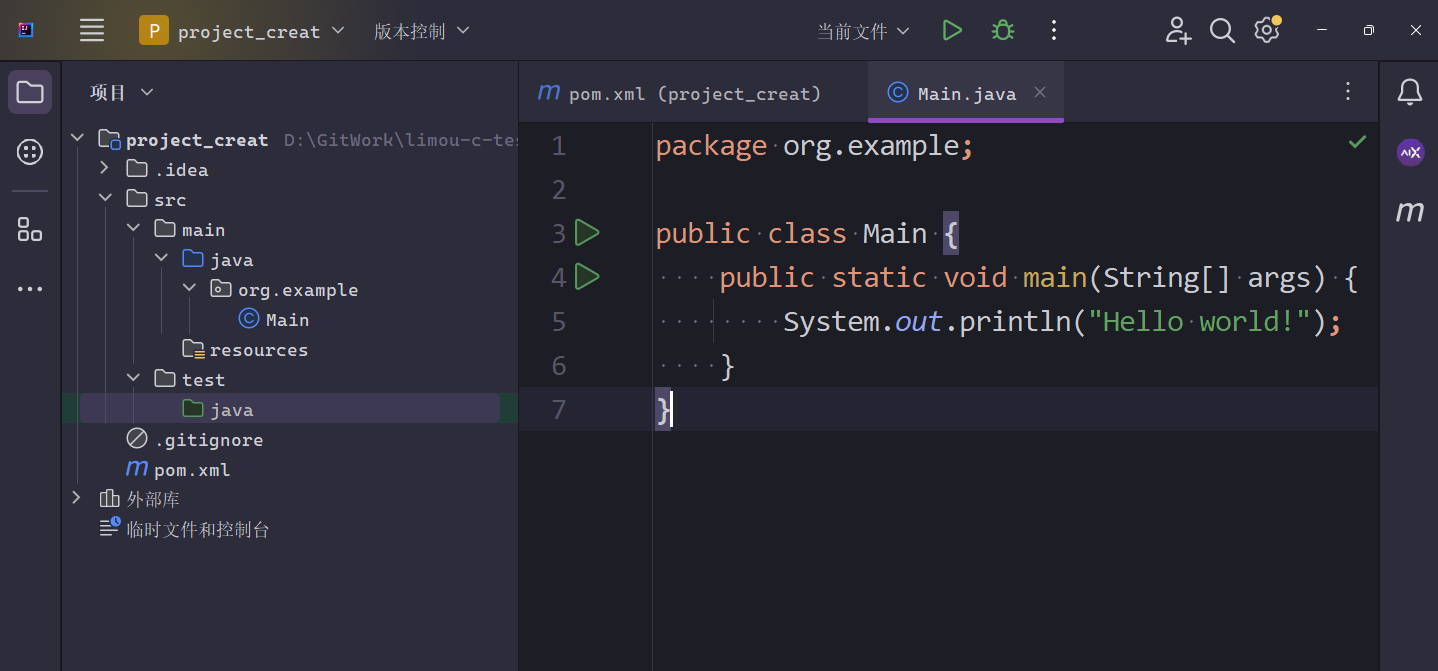 P project_creat 版本控制 当前文件
项目
project_creat D:\GitWork\limou-c-tes
.idea
src
main
java
org.example
Main
resources
test
java
.gitignore
pom.xml
外部库
临时文件和控制台
pom.xml (project_creat) Main.java
1 package org.example;
2
3 public class Main {
4 public static void main(String[] args) {
5 System.out.println("Hello world!");
6 }
7 }
AIX
m